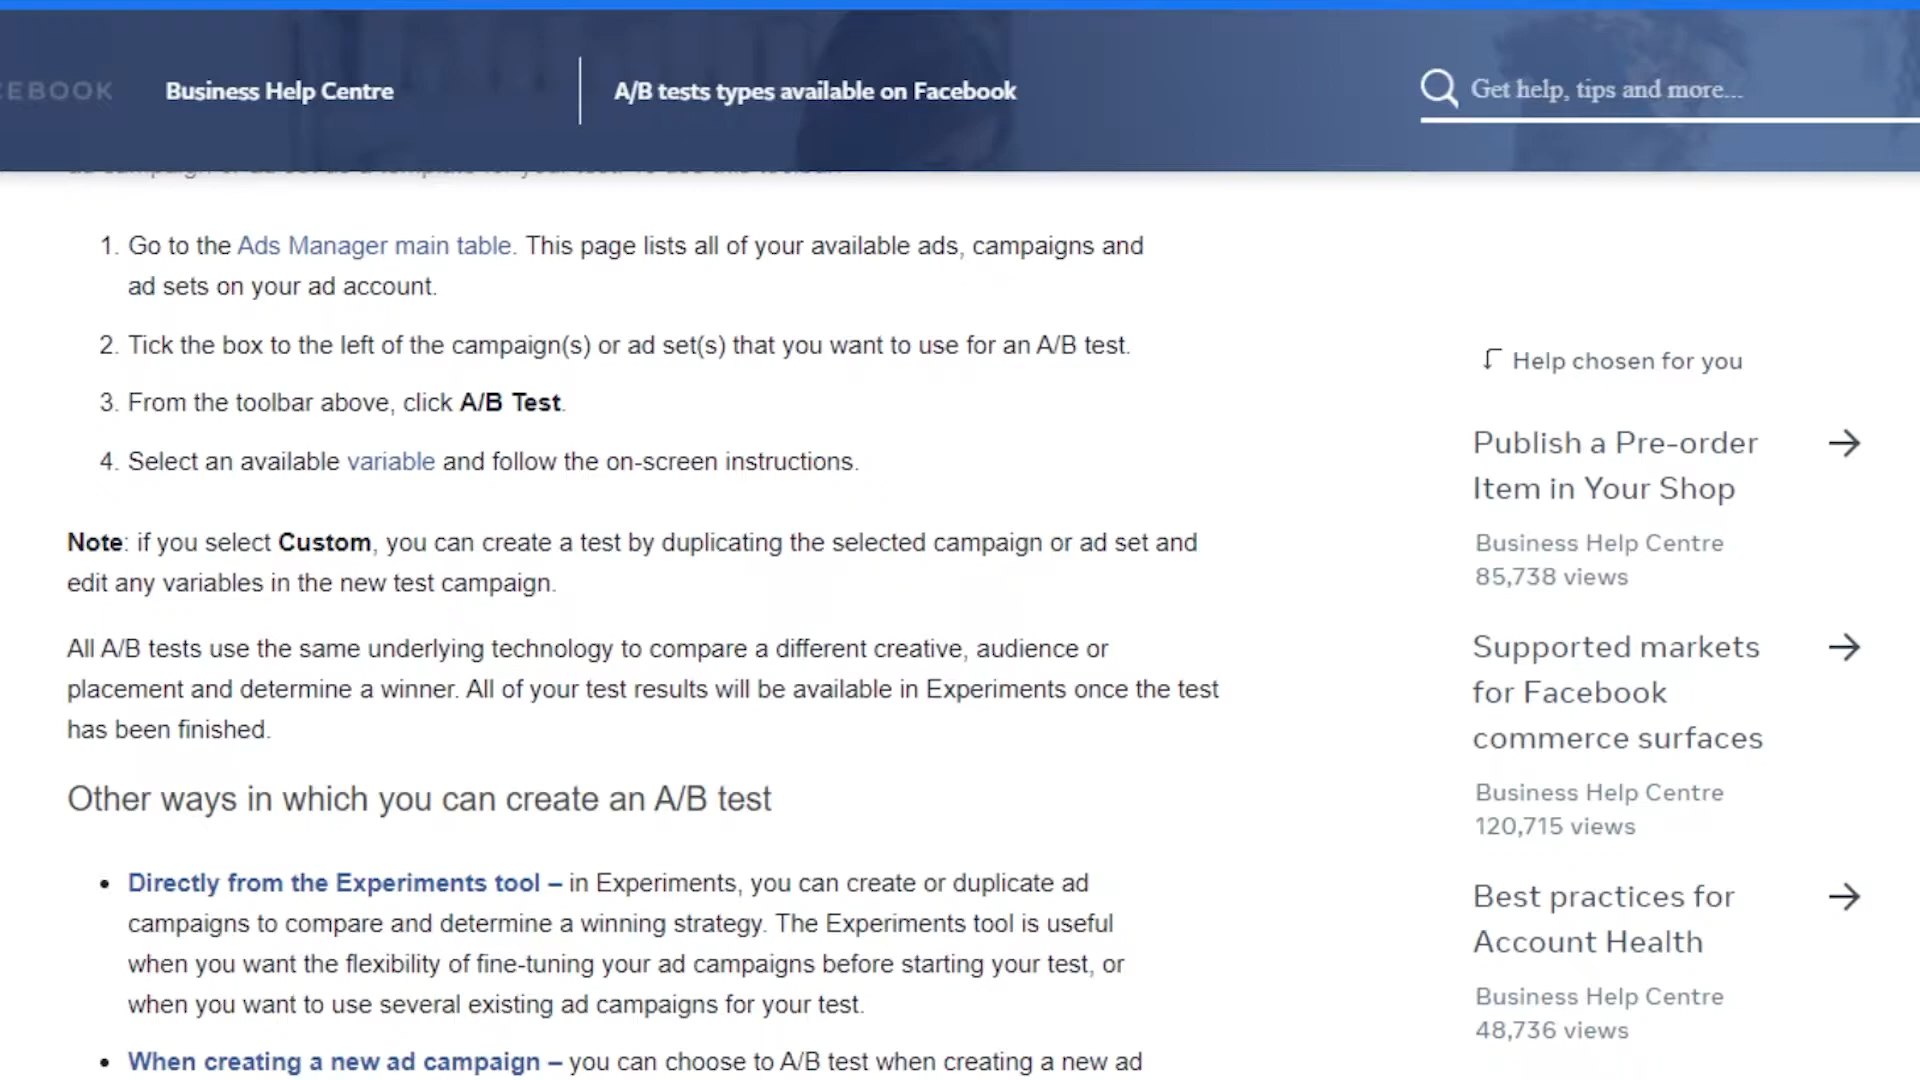 EBOOK
Business Help Centre
A/B tests types available on Facebook
Get help, tips and more...
1. Go to the Ads Manager main table. This page lists all of your available ads, campaigns and
ad sets on your ad account.
2. Tick the box to the left of the campaign(s) or ad set(s) that you want to use for an A/B test.
3. From the toolbar above, click A/B Test.
4. Select an available variable and follow the on-screen instructions.
Note: if you select Custom, you can create a test by duplicating the selected campaign or ad set and
edit any variables in the new test campaign.
All A/B tests use the same underlying technology to compare a different creative, audience or
placement and determine a winner. All of your test results will be available in Experiments once the test
has been finished.
Other ways in which you can create an A/B test
• Directly from the Experiments tool – in Experiments, you can create or duplicate ad
campaigns to compare and determine a winning strategy. The Experiments tool is useful
when you want the flexibility of fine-tuning your ad campaigns before starting your test, or
when you want to use several existing ad campaigns for your test.
• When creating a new ad campaign – you can choose to A/B test when creating a new ad
Help chosen for you
Publish a Pre-order
Item in Your Shop
Business Help Centre
85,738 views
Supported markets
for Facebook
commerce surfaces
Business Help Centre
120,715 views
Best practices for
Account Health
Business Help Centre
48,736 views